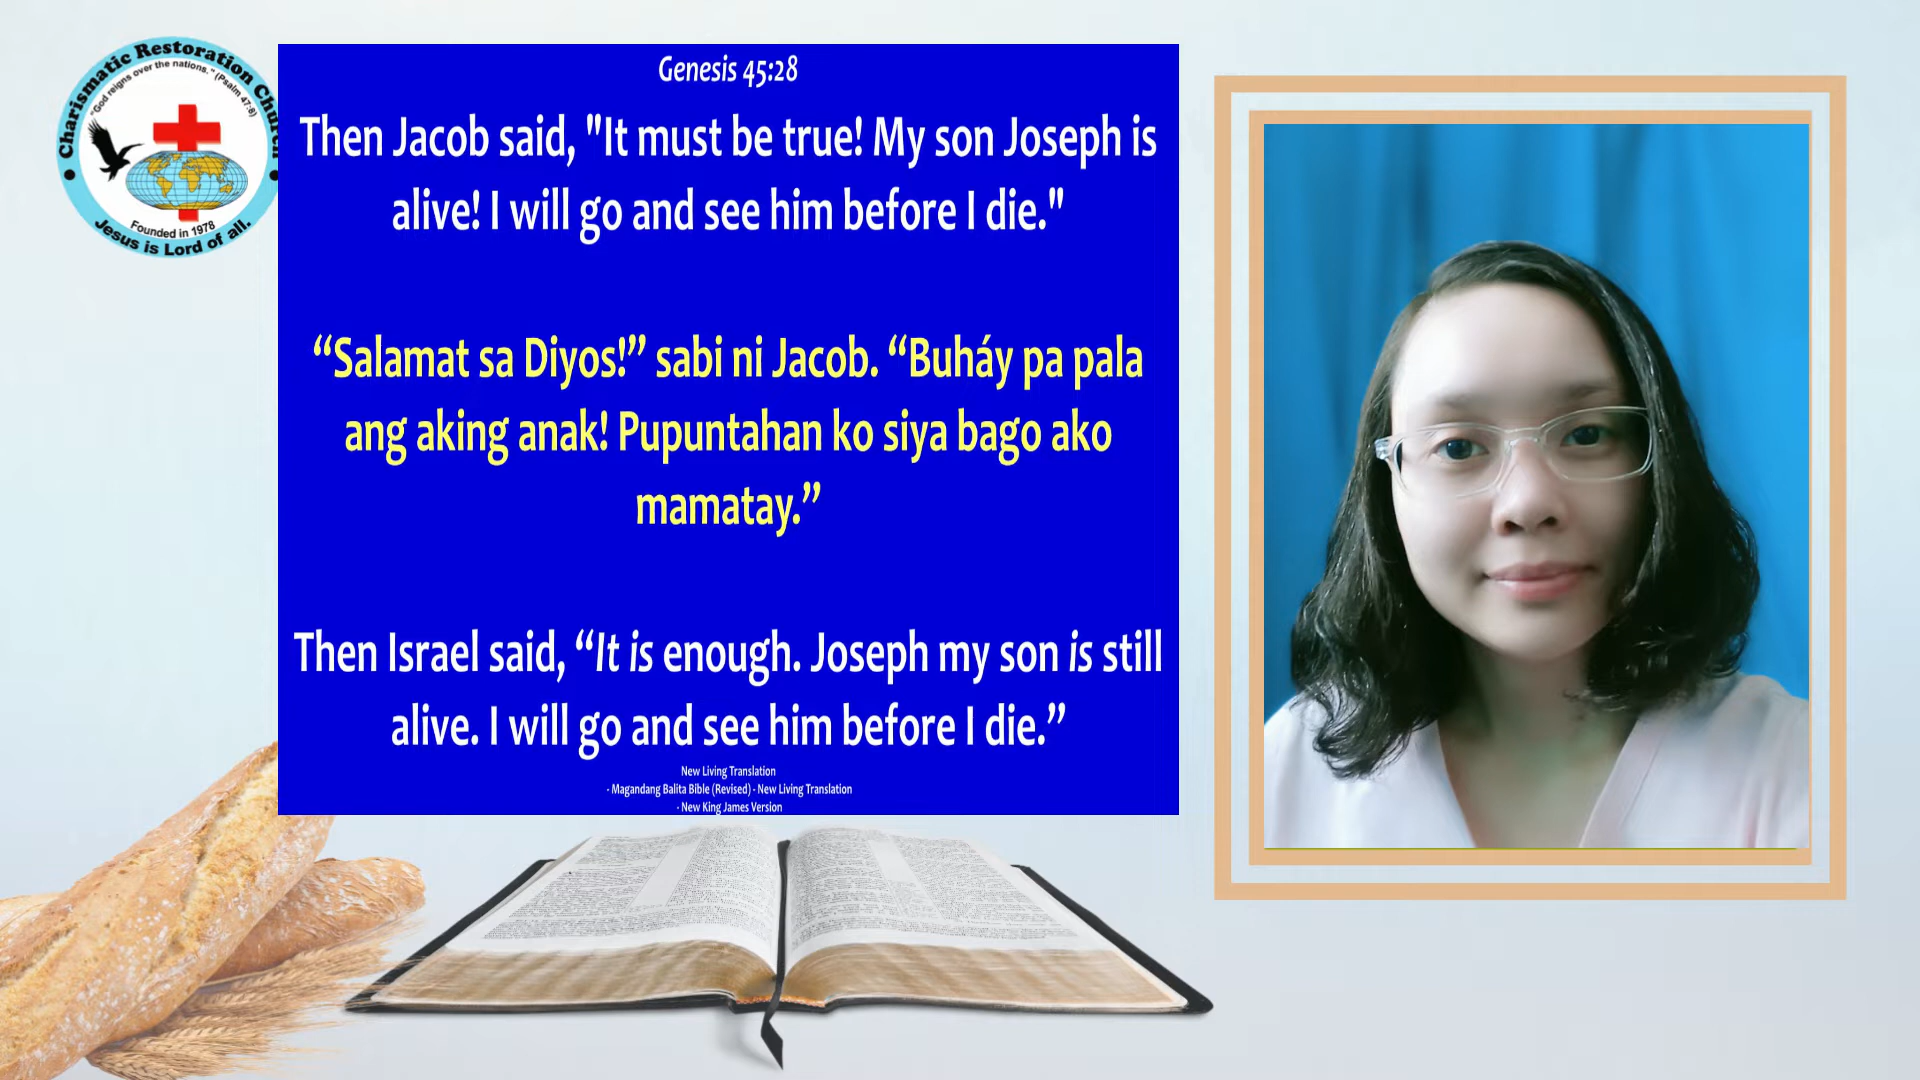 Charismatic Restoration Church
"God reigns over the nations." (Psalm 47:8)
Founded in 1978
Jesus is Lord of all.
Genesis 45:28
Then Jacob said, "It must be true! My son Joseph is
alive! I will go and see him before I die."
“Salamat sa Diyos!” sabi ni Jacob. “Buháy pa pala
ang aking anak! Pupuntahan ko siya bago ako
mamatay.”
Then Israel said, “It is enough. Joseph my son is still
alive. I will go and see him before I die.”
New Living Translation
- Magandang Balita Bible (Revised) - New Living Translation
- New King James Version